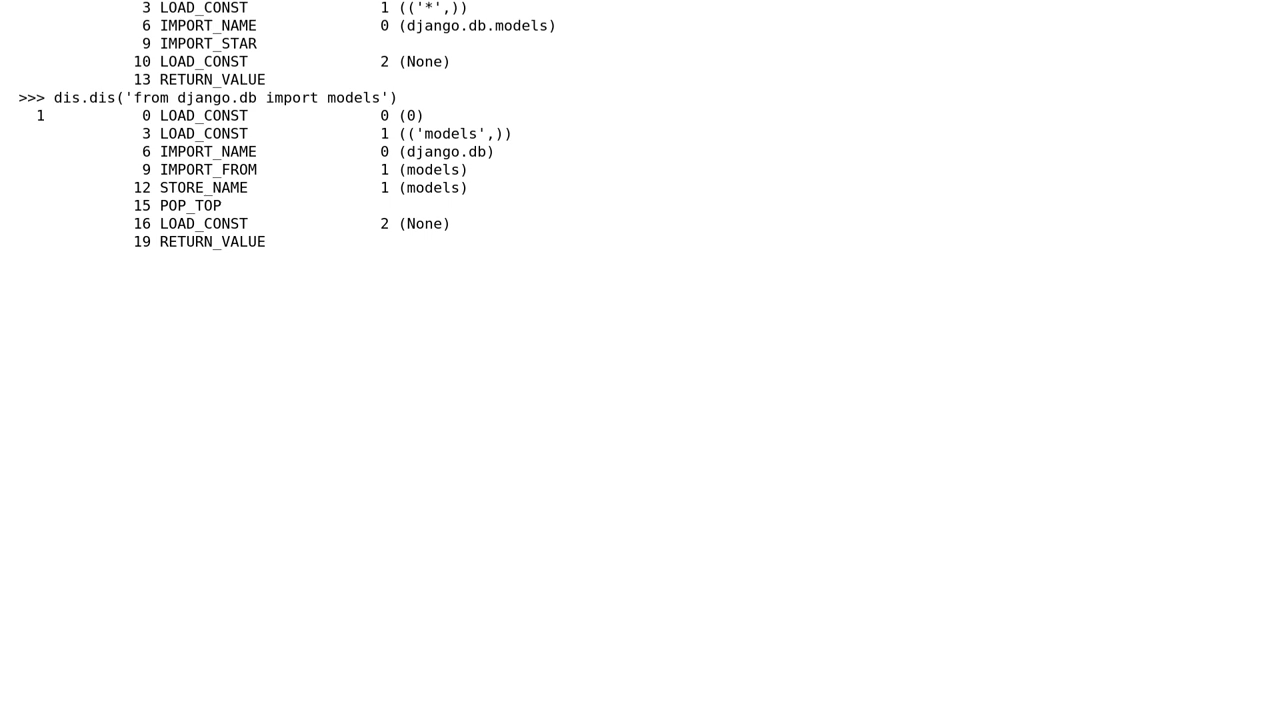 3 LOAD_CONST 1 (('*',))
6 IMPORT_NAME 0 (django.db.models)
9 IMPORT_STAR
10 LOAD_CONST 2 (None)
13 RETURN_VALUE
>>> dis.dis('from django.db import models')
1 0 LOAD_CONST 0 (0)
3 LOAD_CONST 1 (('models',))
6 IMPORT_NAME 0 (django.db)
9 IMPORT_FROM 1 (models)
12 STORE_NAME 1 (models)
15 POP_TOP
16 LOAD_CONST 2 (None)
19 RETURN_VALUE